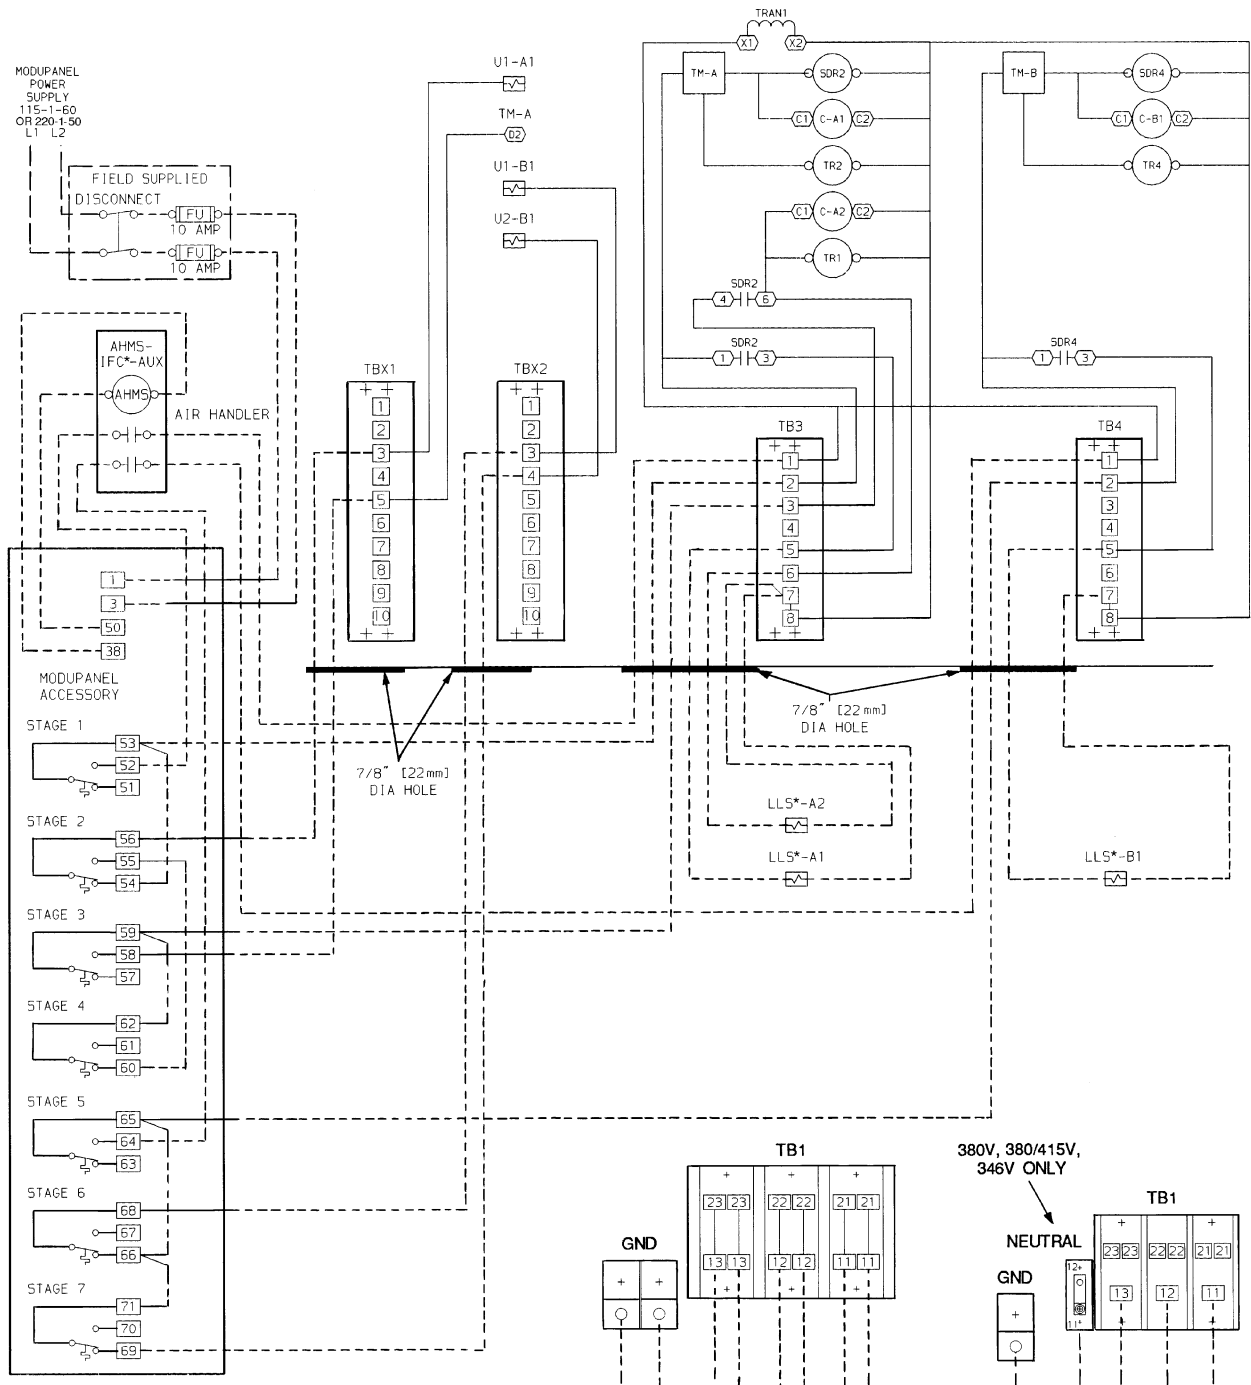 TRAN1
X1 X2
MODUPANEL
POWER
SUPPLY
115-1-60
OR 220-1-50
L1 L2
FIELD SUPPLIED
DISCONNECT
FU
10 AMP
FU
10 AMP
U1-A1
TM-A
D2
U1-B1
U2-B1
TM-A
SDR2
C1 C-A1 C2
TR2
C1 C-A2 C2
TR1
SDR2
4 6
SDR2
1 3
TM-B
SDR4
C1 C-B1 C2
TR4
SDR4
1 3
AHMS-
IFC*-AUX
AHMS
AIR HANDLER
TBX1
1
2
3
4
5
6
7
8
9
10
TBX2
1
2
3
4
5
6
7
8
9
10
TB3
1
2
3
4
5
6
7
8
TB4
1
2
3
4
5
6
7
8
1
3
50
38
MODUPANEL
ACCESSORY
7/8" [22mm]
DIA HOLE
7/8" [22mm]
DIA HOLE
STAGE 1
53
52
51
STAGE 2
56
55
54
STAGE 3
59
58
57
STAGE 4
62
61
60
STAGE 5
65
64
63
STAGE 6
68
67
66
STAGE 7
71
70
69
LLS*-A2
LLS*-A1
LLS*-B1
TB1
23 23 22 22 21 21
13 13 12 12 11 11
GND
380V, 380/415V,
346V ONLY
NEUTRAL
12
11
GND
TB1
23 23 22 22 21 21
13 12 11